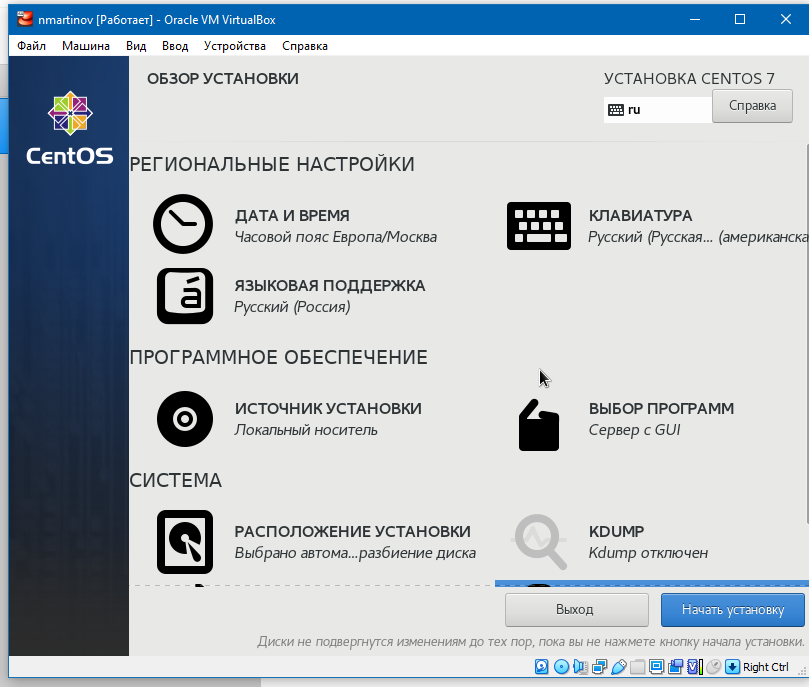 nmartinov [Работает] - Oracle VM VirtualBox
Файл Машина Вид Ввод Устройства Справка
ОБЗОР УСТАНОВКИ
УСТАНОВКА CENTOS 7
ru
Справка
CentOS
РЕГИОНАЛЬНЫЕ НАСТРОЙКИ
ДАТА И ВРЕМЯ
Часовой пояс Европа/Москва
КЛАВИАТУРА
Русский (Русская... (американска
á
ЯЗЫКОВАЯ ПОДДЕРЖКА
Русский (Россия)
ПРОГРАММНОЕ ОБЕСПЕЧЕНИЕ
ИСТОЧНИК УСТАНОВКИ
Локальный носитель
ВЫБОР ПРОГРАММ
Сервер с GUI
СИСТЕМА
РАСПОЛОЖЕНИЕ УСТАНОВКИ
Выбрано автома...разбиение диска
KDUMP
Kdump отключен
Выход
Начать установку
Диски не подвергнутся изменениям до тех пор, пока вы не нажмете кнопку начала установки.
Right Ctrl